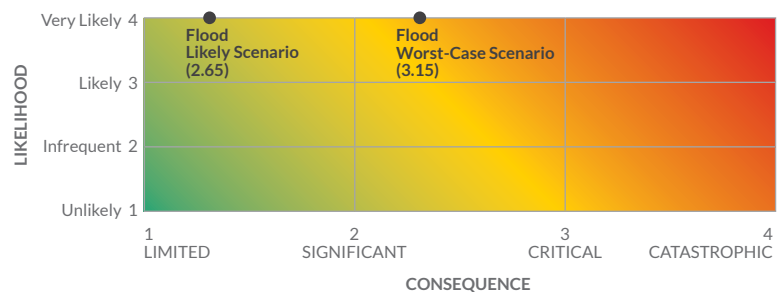 Very Likely 4
Flood
Likely Scenario
(2.65)
Flood
Worst-Case Scenario
(3.15)
Likely 3
Infrequent 2
Unlikely 1
LIKELIHOOD
1
LIMITED
2
SIGNIFICANT
3
CRITICAL
4
CATASTROPHIC
CONSEQUENCE